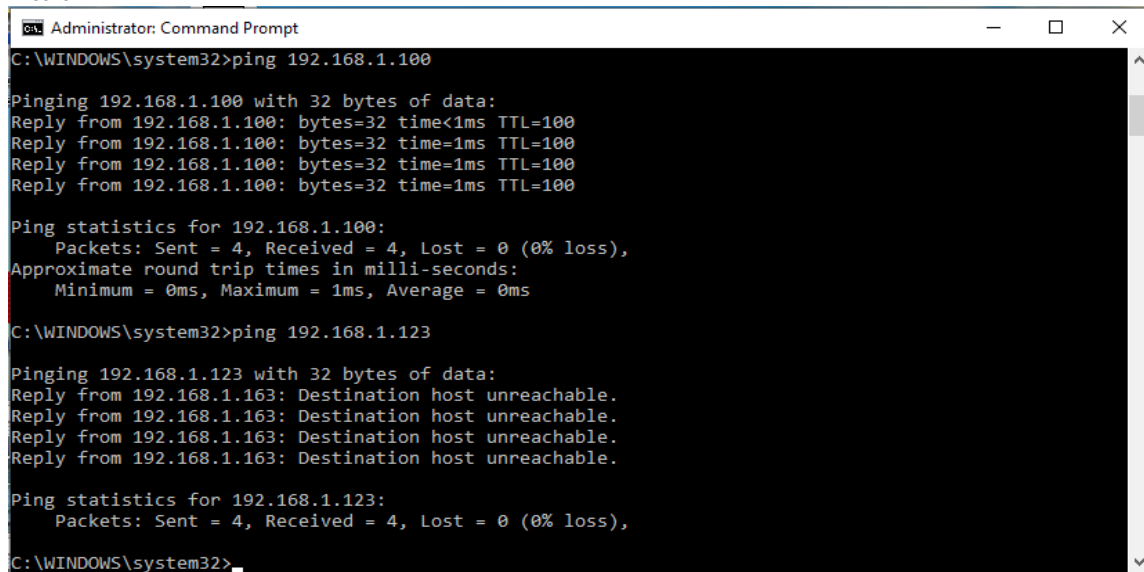 Administrator: Command Prompt
C:\WINDOWS\system32>ping 192.168.1.100
Pinging 192.168.1.100 with 32 bytes of data:
Reply from 192.168.1.100: bytes=32 time<1ms TTL=100
Reply from 192.168.1.100: bytes=32 time=1ms TTL=100
Reply from 192.168.1.100: bytes=32 time=1ms TTL=100
Reply from 192.168.1.100: bytes=32 time=1ms TTL=100
Ping statistics for 192.168.1.100:
    Packets: Sent = 4, Received = 4, Lost = 0 (0% loss),
Approximate round trip times in milli-seconds:
    Minimum = 0ms, Maximum = 1ms, Average = 0ms
C:\WINDOWS\system32>ping 192.168.1.123
Pinging 192.168.1.123 with 32 bytes of data:
Reply from 192.168.1.163: Destination host unreachable.
Reply from 192.168.1.163: Destination host unreachable.
Reply from 192.168.1.163: Destination host unreachable.
Reply from 192.168.1.163: Destination host unreachable.
Ping statistics for 192.168.1.123:
    Packets: Sent = 4, Received = 4, Lost = 0 (0% loss),
C:\WINDOWS\system32>